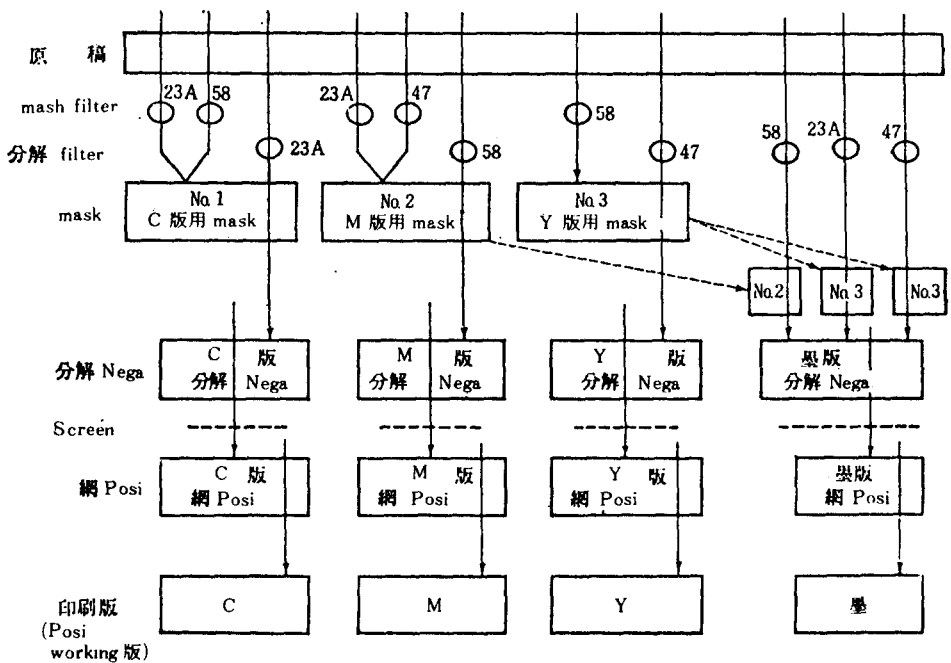 原 稿
mash filter
23A 58 23A 47 58
分解 filter
23A 58 47 58 23A 47
mask
No.1
C 版用 mask
No.2
M 版用 mask
No.3
Y 版用 mask
No.2 No.3 No.3
分解 Nega
C 版
分解 Nega
M 版
分解 Nega
Y 版
分解 Nega
墨版
分解 Nega
Screen
網 Posi
C 版
網 Posi
M 版
網 Posi
Y 版
網 Posi
墨版
網 Posi
印刷版
(Posi
working 版)
C M Y 墨